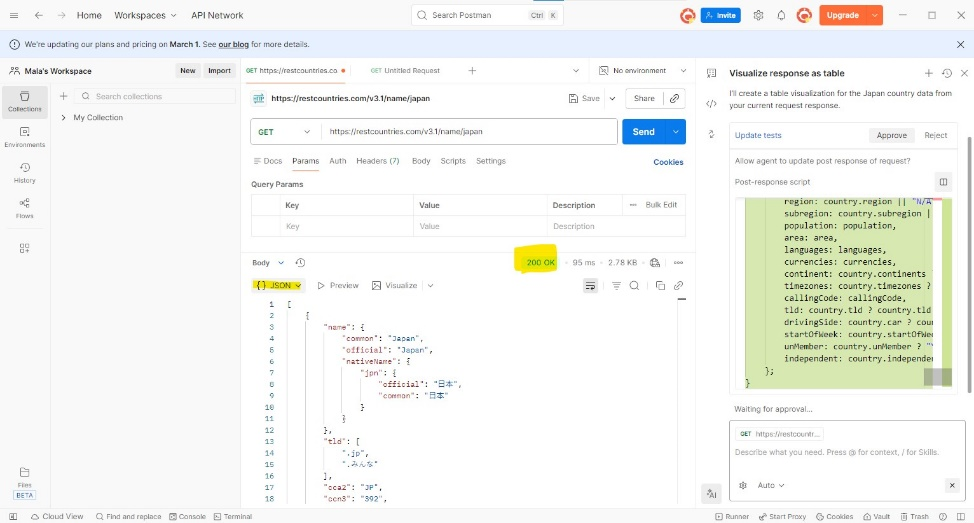 Home Workspaces API Network Search Postman Ctrl K Invite Upgrade
We're updating our plans and pricing on March 1. See our blog for more details.
Mala's Workspace New Import
Collections
Environments
History
Flows
Files
BETA
Search collections
My Collection
GET https://restcountries.co GET Untitled Request No environment
HTTP https://restcountries.com/v3.1/name/japan Save Share
GET https://restcountries.com/v3.1/name/japan Send
Docs Params Auth Headers (7) Body Scripts Settings Cookies
Query Params
Key Value Description Bulk Edit
Key Value Description
Body 200 OK • 95 ms • 2.78 KB
{} JSON Preview Visualize
1 [
2 {
3 "name": {
4 "common": "Japan",
5 "official": "Japan",
6 "nativeName": {
7 "jpn": {
8 "official": "日本",
9 "common": "日本"
10 }
11 }
12 },
13 "tld": [
14 ".jp",
15 ".みんな"
16 ],
17 "cca2": "JP",
18 "ccn3": "392",
Visualize response as table
I'll create a table visualization for the Japan country data from
your current request response.
Update tests Approve Reject
Allow agent to update post response of request?
Post-response script
region: country.region || "N/A
subregion: country.subregion |
population: population,
area: area,
languages: languages,
currencies: currencies,
continent: country.continents
timezones: country.timezones ?
callingCode: callingCode,
tld: country.tld ? country.tld
drivingSide: country.car ? cou
startOfWeek: country.startOfWe
unMember: country.unMember ? "
independent: country.independe
};
}
Waiting for approval...
GET https://restcountr...
Describe what you need. Press @ for context, / for Skills.
Auto
AI
Cloud View Find and replace Console Terminal Runner Start Proxy Cookies Vault Trash